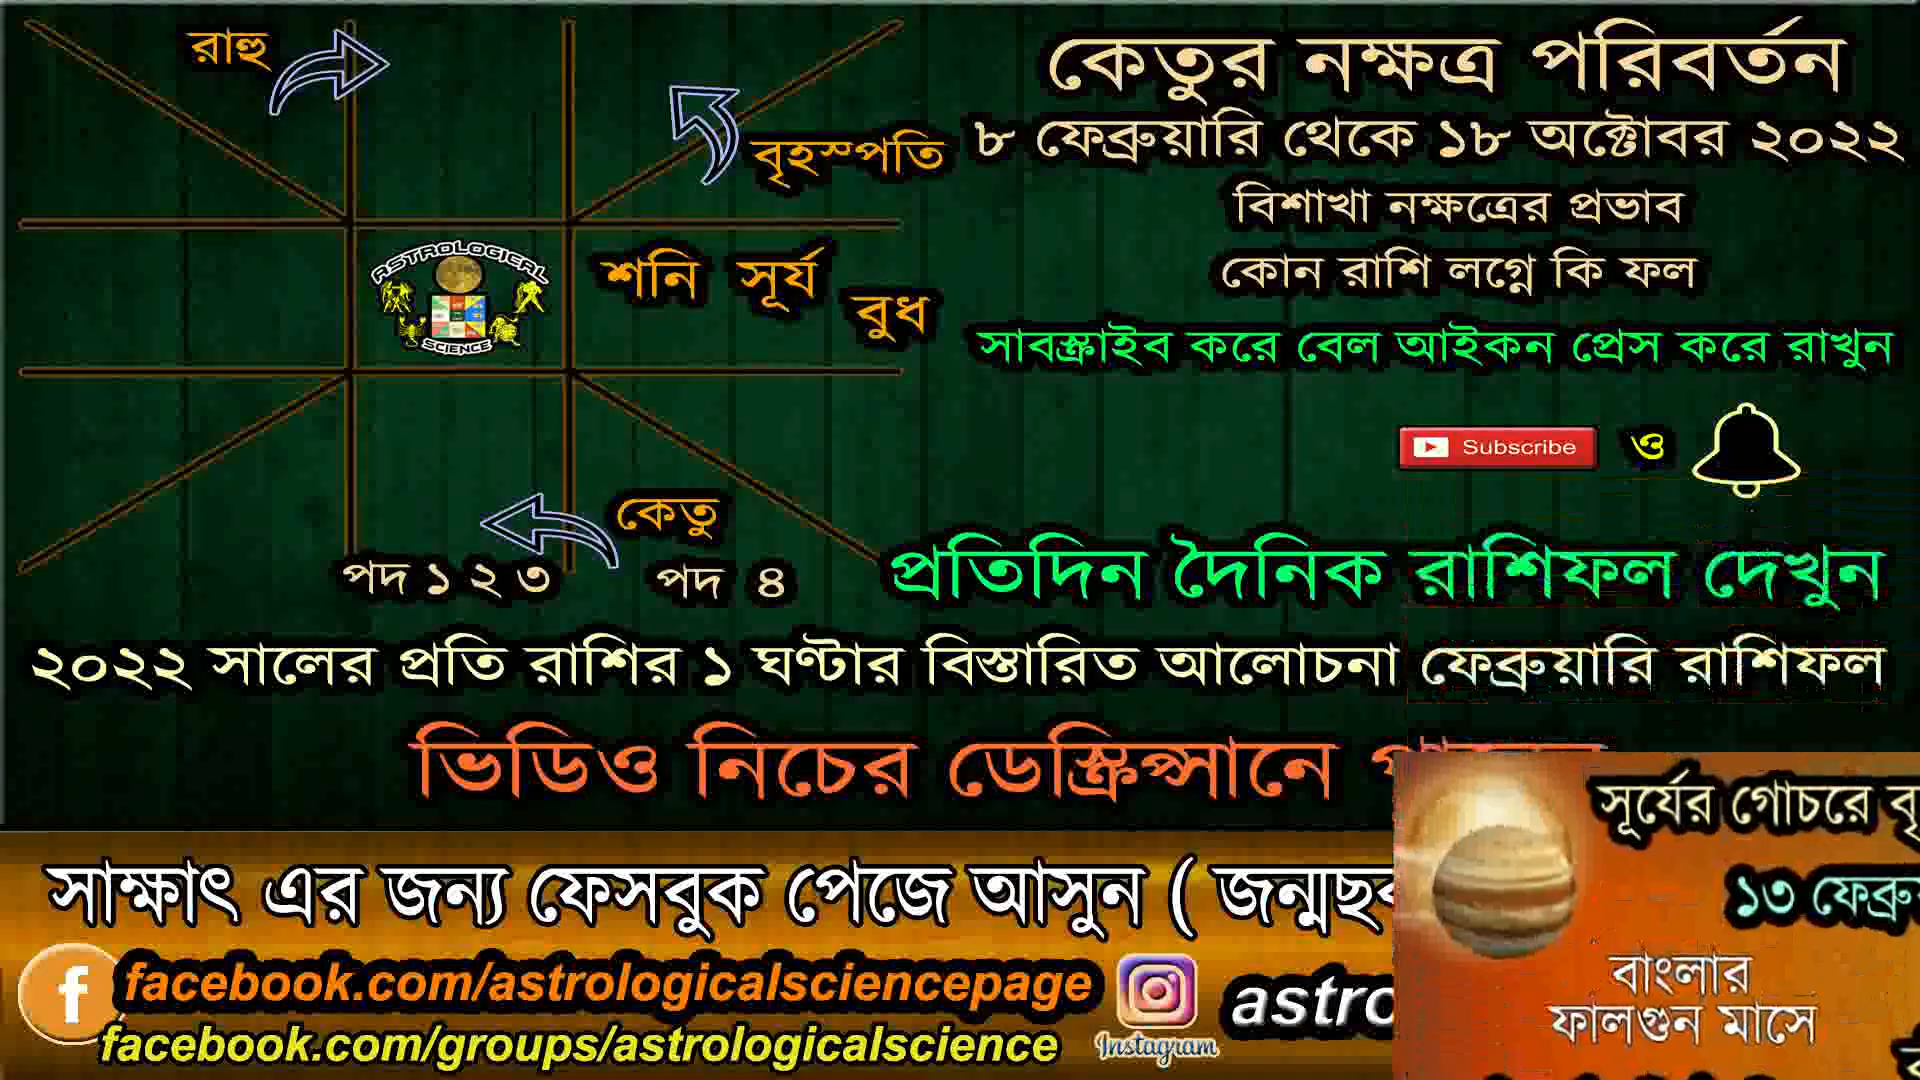 রাহু
কেতুর নক্ষত্র পরিবর্তন
বৃহস্পতি
৮ ফেব্রুয়ারি থেকে ১৮ অক্টোবর ২০২২
বিশাখা নক্ষত্রের প্রভাব
ASTROLOGICAL
SCIENCE
শনি সূর্য
বুধ
কোন রাশি লগ্নে কি ফল
সাবস্ক্রাইব করে বেল আইকন প্রেস করে রাখুন
Subscribe ও
কেতু
পদ ১ ২ ৩
পদ ৪
প্রতিদিন দৈনিক রাশিফল দেখুন
২০২২ সালের প্রতি রাশির ১ ঘণ্টার বিস্তারিত আলোচনা ফেব্রুয়ারি রাশিফল
ভিডিও নিচের ডেস্ক্রিপ্সানে
সূর্যের গোচরে
১৩
সাক্ষাৎ এর জন্য ফেসবুক পেজে আসুন (
f facebook.com/astrologicalsciencepage
facebook.com/groups/astrologicalscience
Instagram
astro
বাংলার
ফালগুন মাসে